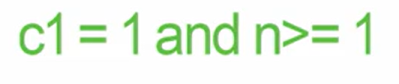 c1 = 1 and n>= 1